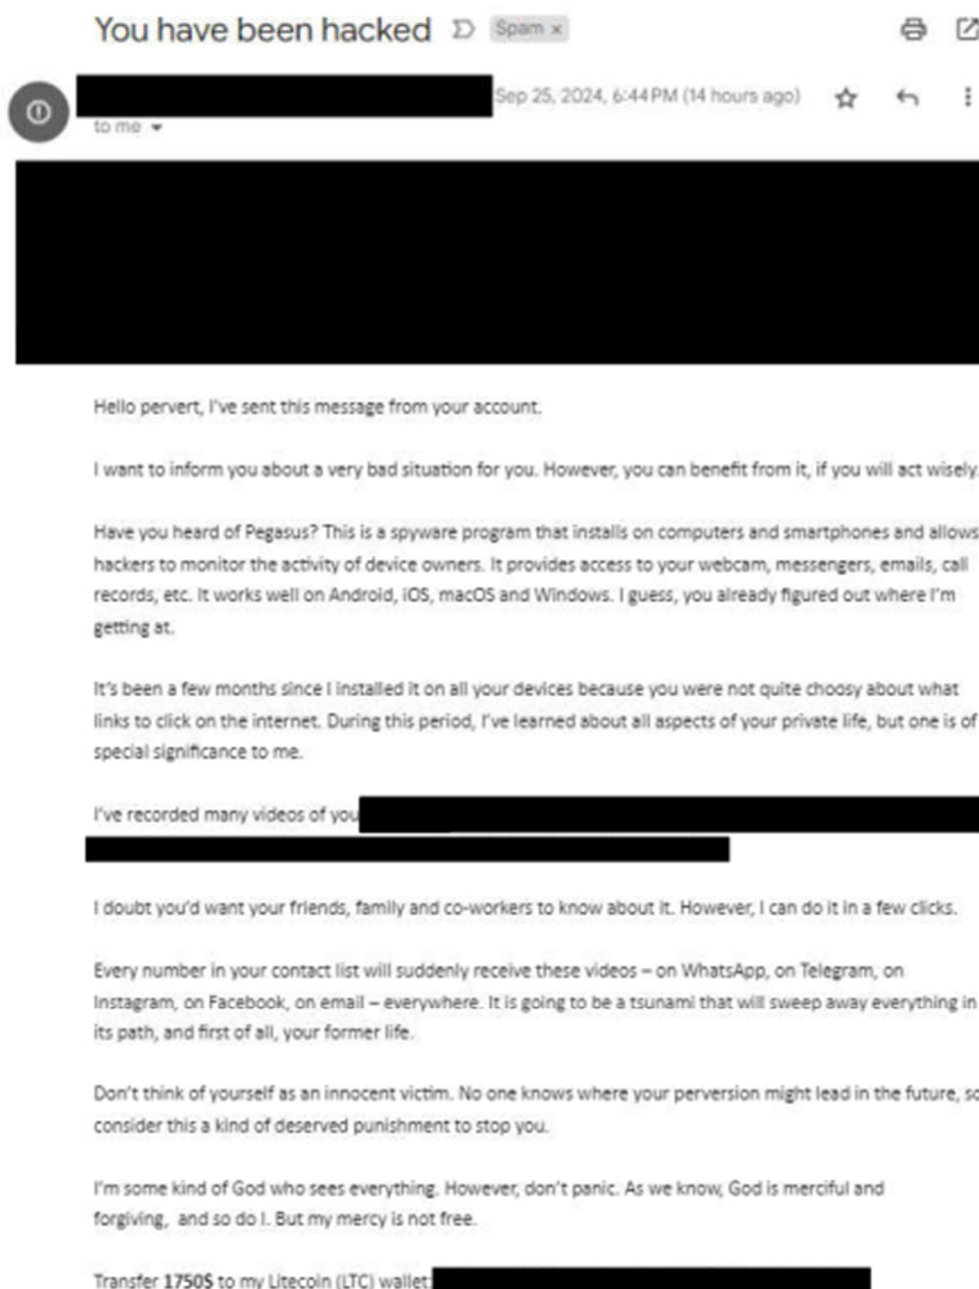 You have been hacked Spam x
Sep 25, 2024, 6:44 PM (14 hours ago)
to me
Hello pervert, I've sent this message from your account.
I want to inform you about a very bad situation for you. However, you can benefit from it, if you will act wisely.
Have you heard of Pegasus? This is a spyware program that installs on computers and smartphones and allows
hackers to monitor the activity of device owners. It provides access to your webcam, messengers, emails, call
records, etc. It works well on Android, iOS, macOS and Windows. I guess, you already figured out where I'm
getting at.
It's been a few months since I installed it on all your devices because you were not quite choosy about what
links to click on the internet. During this period, I've learned about all aspects of your private life, but one is of
special significance to me.
I've recorded many videos of you
I doubt you'd want your friends, family and co-workers to know about it. However, I can do it in a few clicks.
Every number in your contact list will suddenly receive these videos – on WhatsApp, on Telegram, on
Instagram, on Facebook, on email – everywhere. It is going to be a tsunami that will sweep away everything in
its path, and first of all, your former life.
Don't think of yourself as an innocent victim. No one knows where your perversion might lead in the future, so
consider this a kind of deserved punishment to stop you.
I'm some kind of God who sees everything. However, don't panic. As we know, God is merciful and
forgiving, and so do I. But my mercy is not free.
Transfer 1750$ to my Litecoin (LTC) wallet: